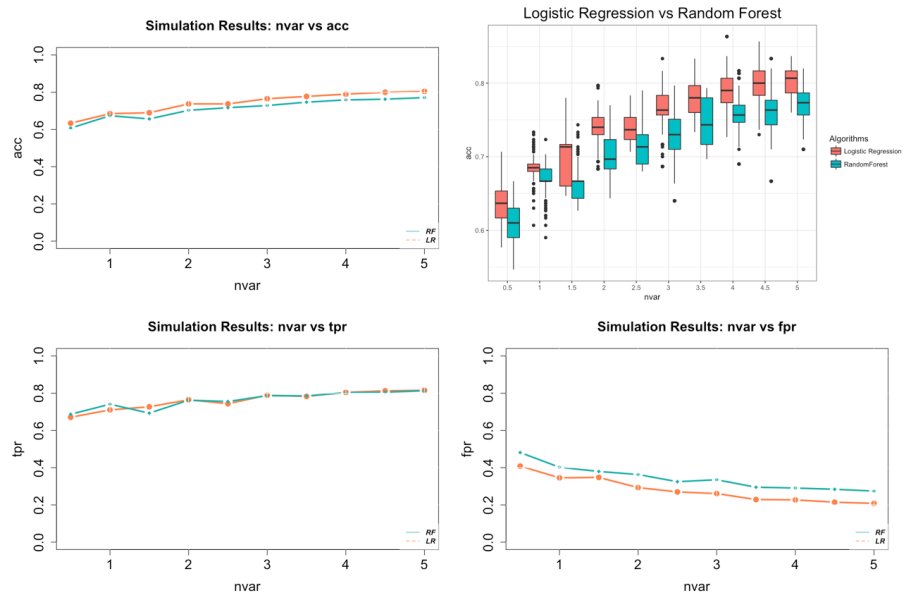 Simulation Results: nvar vs acc
acc
0.0 0.2 0.4 0.6 0.8 1.0
RF
LR
1 2 3 4 5
nvar
Logistic Regression vs Random Forest
acc
0.8
0.7
0.6
0.5 1 1.5 2 2.5 3 3.5 4 4.5 5
nvar
Algorithms
Logistic Regression
RandomForest
Simulation Results: nvar vs tpr
tpr
0.0 0.2 0.4 0.6 0.8 1.0
RF
LR
1 2 3 4 5
nvar
Simulation Results: nvar vs fpr
fpr
0.0 0.2 0.4 0.6 0.8 1.0
RF
LR
1 2 3 4 5
nvar